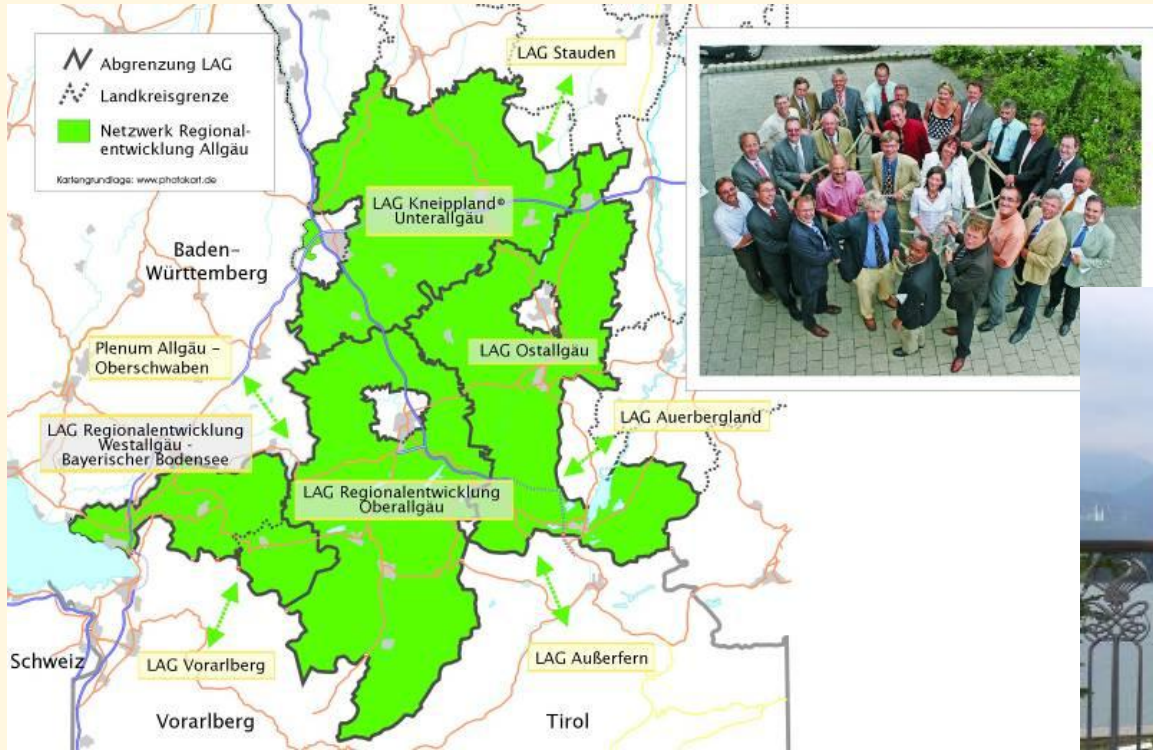 Abgrenzung LAG
Landkreisgrenze
Netzwerk Regional-
entwicklung Allgäu
Kartengrundlage: www.photokart.de
LAG Stauden
LAG Kneippland®
Unterallgäu
Baden-
Württemberg
Plenum Allgäu –
Oberschwaben
LAG Ostallgäu
LAG Auerbergland
LAG Regionalentwicklung
Westallgäu -
Bayerischer Bodensee
LAG Regionalentwicklung
Oberallgäu
Schweiz
LAG Vorarlberg
LAG Außerfern
Vorarlberg
Tirol